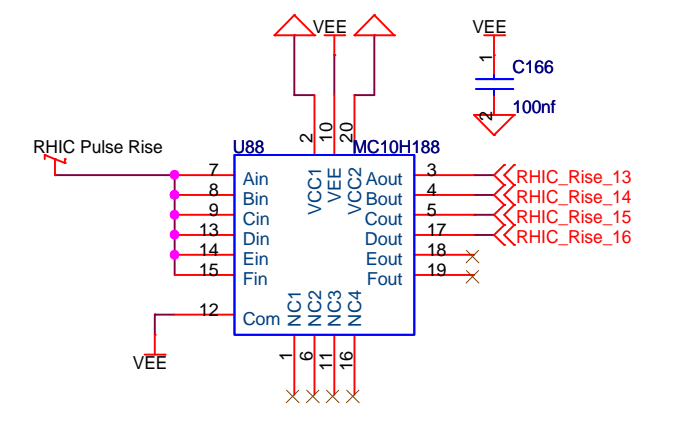 VEE
VEE
1
C166
2
100nf
2
10
20
RHIC Pulse Rise
U88
MC10H188
VCC1
VEE
VCC2
7
Ain
Aout
3
RHIC_Rise_13
8
Bin
Bout
4
RHIC_Rise_14
9
Cin
Cout
5
RHIC_Rise_15
13
Din
Dout
17
RHIC_Rise_16
14
Ein
Eout
18
15
Fin
Fout
19
12
Com
NC1
NC2
NC3
NC4
VEE
1
6
11
16